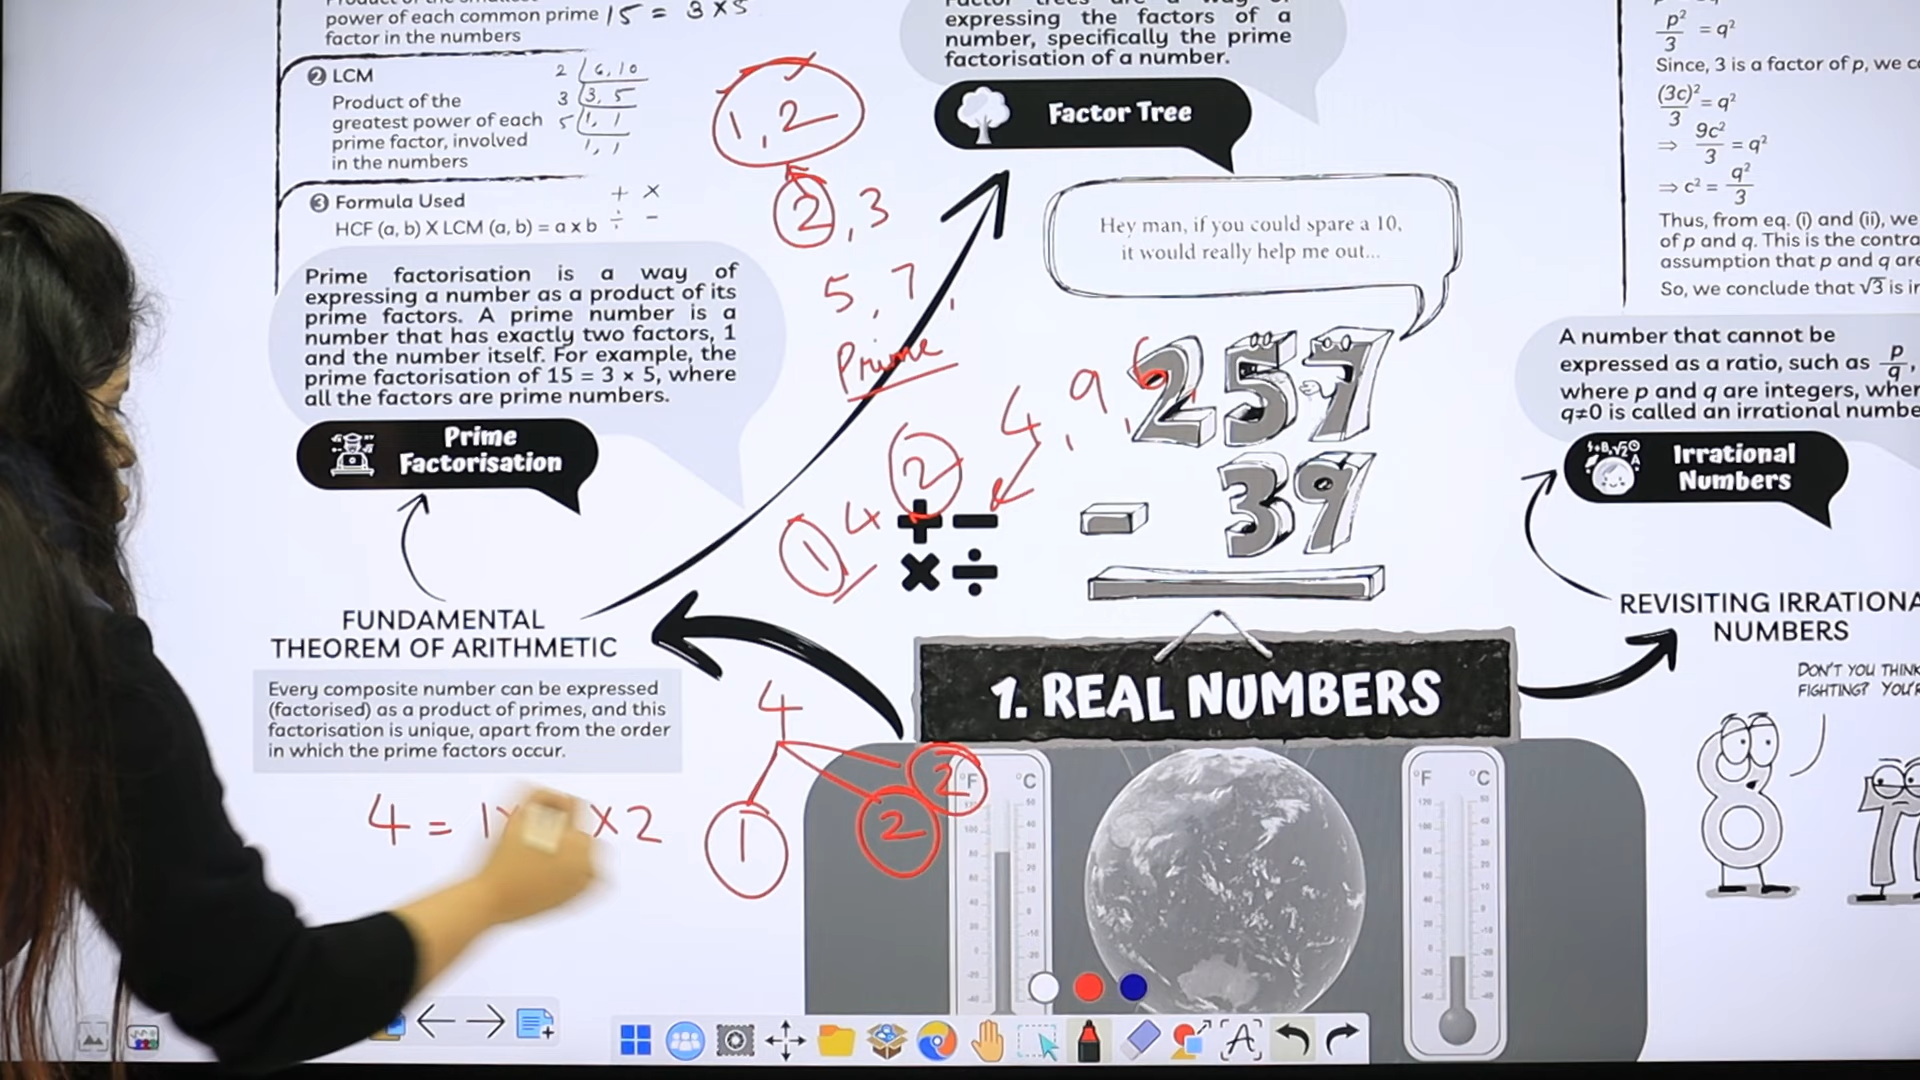 power of each common prime 15 = 3 × 5
factor in the numbers
❷ LCM
Product of the
greatest power of each
prime factor, involved
in the numbers
2 6, 10
3 3, 5
5 1, 1
1, 1
❸ Formula Used
HCF (a, b) X LCM (a, b) = a x b
+ ×
÷ −
Prime factorisation is a way of
expressing a number as a product of its
prime factors. A prime number is a
number that has exactly two factors, 1
and the number itself. For example, the
prime factorisation of 15 = 3 × 5, where
all the factors are prime numbers.
Prime
Factorisation
FUNDAMENTAL
THEOREM OF ARITHMETIC
Every composite number can be expressed
(factorised) as a product of primes, and this
factorisation is unique, apart from the order
in which the prime factors occur.
4 = 1× ×2
4
1 2 2
1, 2
2, 3
5, 7,
Prime
4, 9, 6
2
1 4
+ −
× ÷
expressing the factors of a
number, specifically the prime
factorisation of a number.
Factor Tree
Hey man, if you could spare a 10,
it would really help me out...
257
- 39
1. REAL NUMBERS
°F °C
°F °C
p²/3 = q²
Since, 3 is a factor of p, we
(3c)²/3 = q²
⇒ 9c²/3 = q²
⇒ c² = q²/3
Thus, from eq. (i) and (ii), we
of p and q. This is the
assumption that p and q are
So, we conclude that √3 is
A number that cannot be
expressed as a ratio, such as p/q,
where p and q are integers,
q≠0 is called an irrational
Irrational
Numbers
REVISITING
NUMBERS
DON'T YOU THINK
FIGHTING?
8